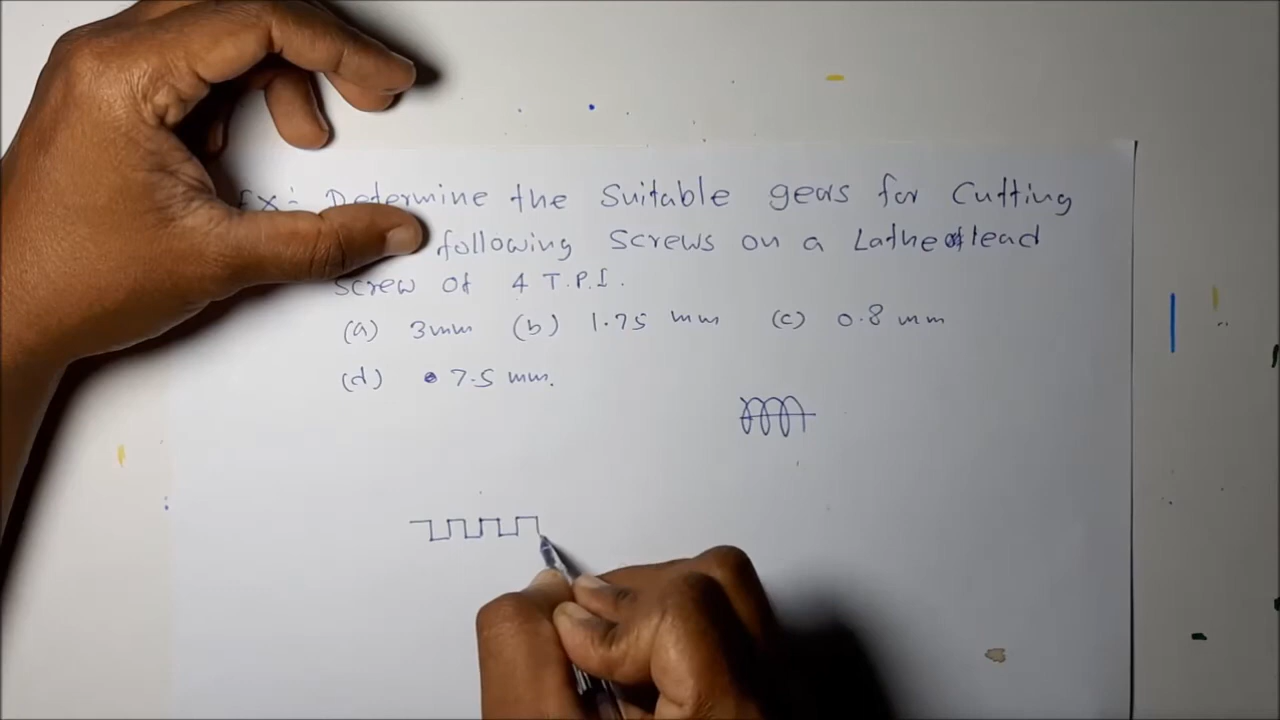 Ex:- Determine the Suitable gears for Cutting
following Screws on a Lathe of lead
Screw of 4 T.P.I.
(a) 3mm (b) 1.75 mm (c) 0.8 mm
(d) 7.5 mm.